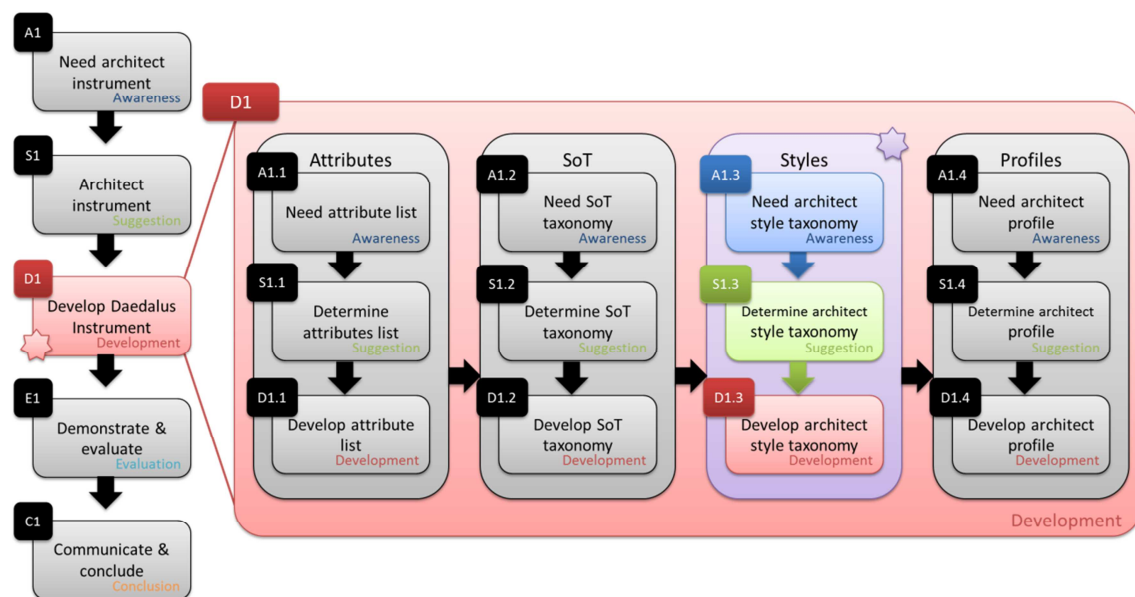 A1
Need architect
instrument
Awareness
S1
Architect
instrument
Suggestion
D1
Develop Daedalus
Instrument
Development
E1
Demonstrate &
evaluate
Evaluation
C1
Communicate &
conclude
Conclusion
D1
Attributes
A1.1
Need attribute list
Awareness
S1.1
Determine
attributes list
Suggestion
D1.1
Develop attribute
list
Development
SoT
A1.2
Need SoT
taxonomy
Awareness
S1.2
Determine SoT
taxonomy
Suggestion
D1.2
Develop SoT
taxonomy
Development
Styles
A1.3
Need architect
style taxonomy
Awareness
S1.3
Determine architect
style taxonomy
Suggestion
D1.3
Develop architect
style taxonomy
Development
Profiles
A1.4
Need architect
profile
Awareness
S1.4
Determine architect
profile
Suggestion
D1.4
Develop architect
profile
Development
Development